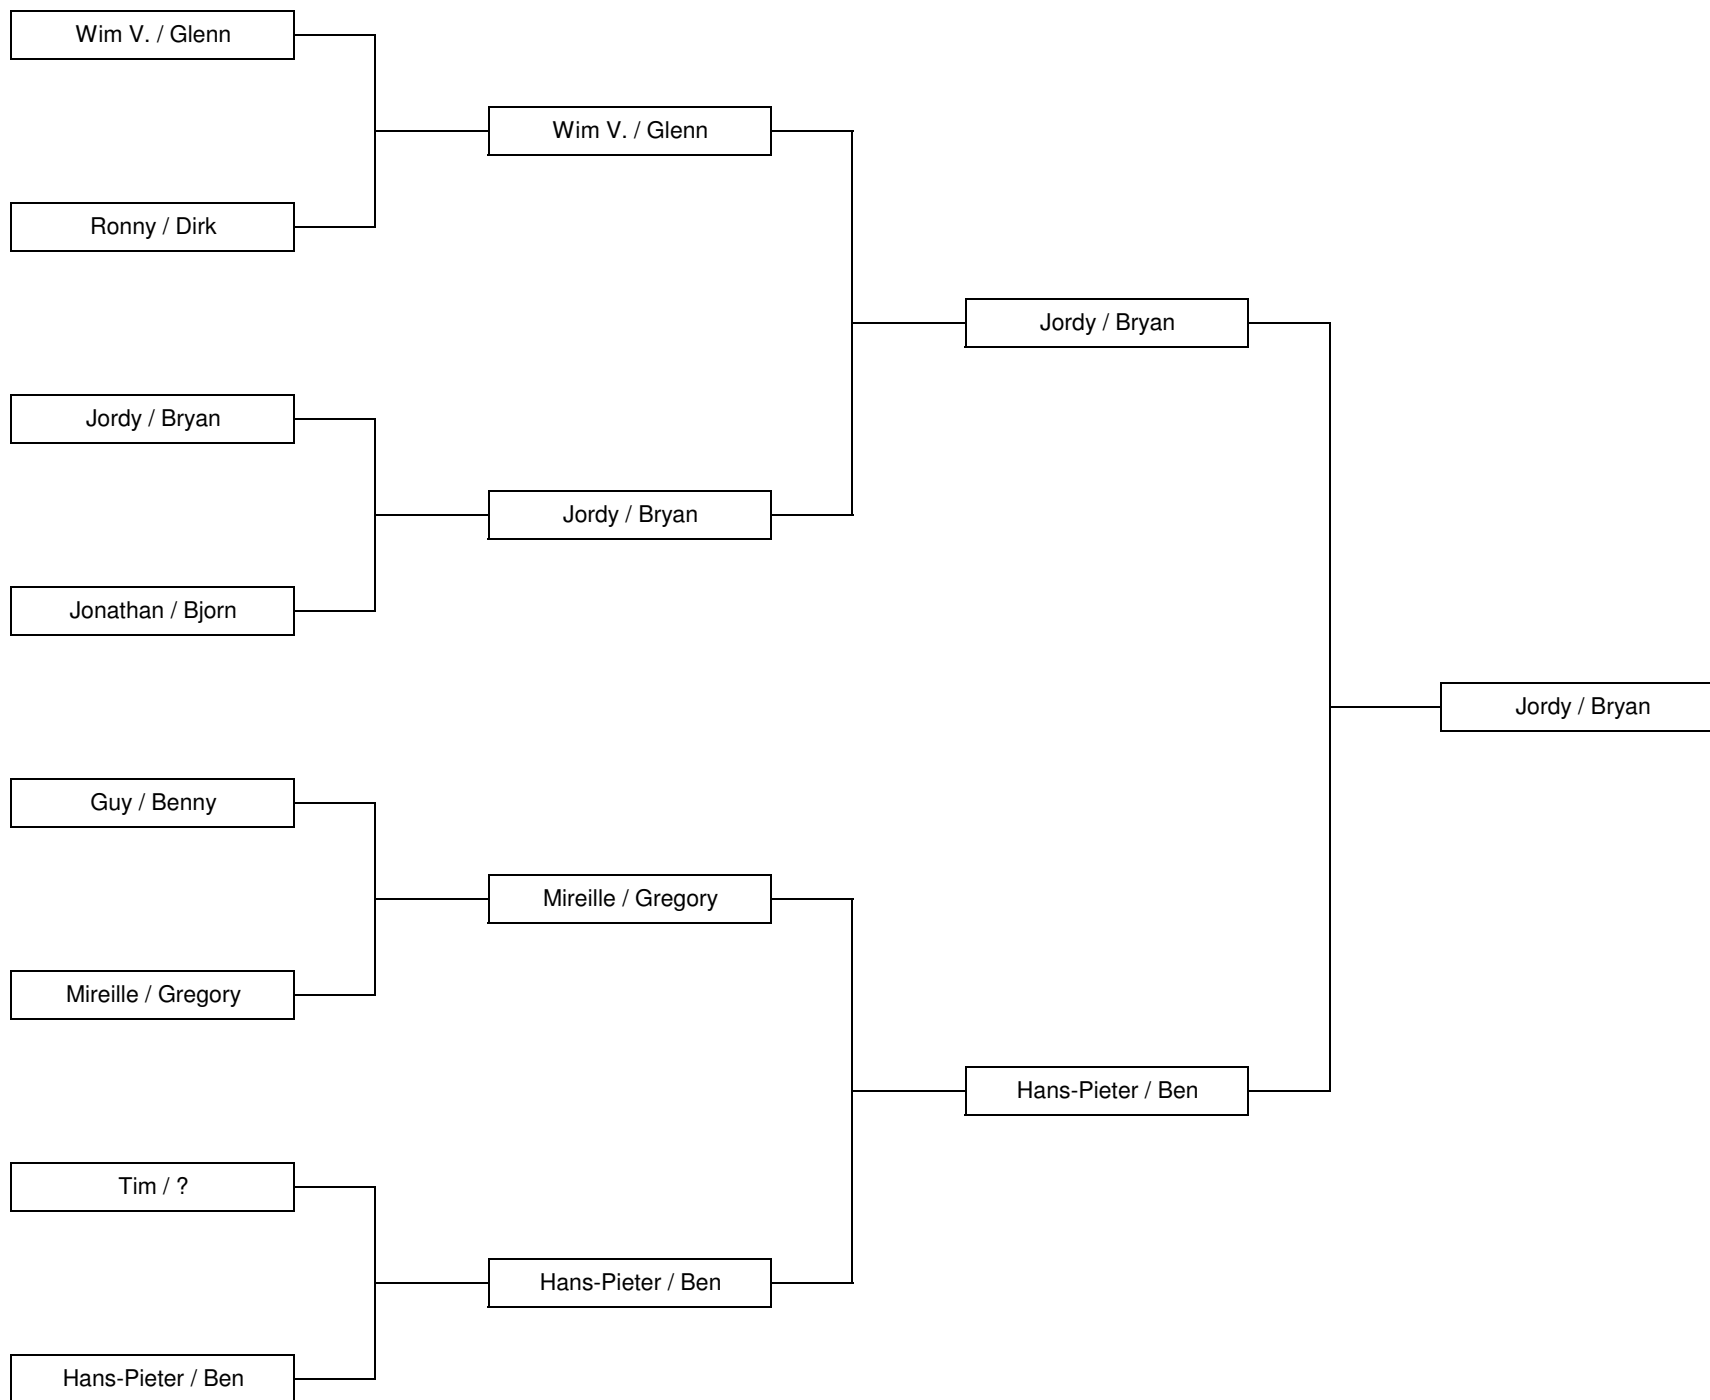 Wim V. / Glenn
Wim V. / Glenn
Ronny / Dirk
Jordy / Bryan
Jordy / Bryan
Jordy / Bryan
Jonathan / Bjorn
Jordy / Bryan
Guy / Benny
Mireille / Gregory
Mireille / Gregory
Hans-Pieter / Ben
Tim / ?
Hans-Pieter / Ben
Hans-Pieter / Ben